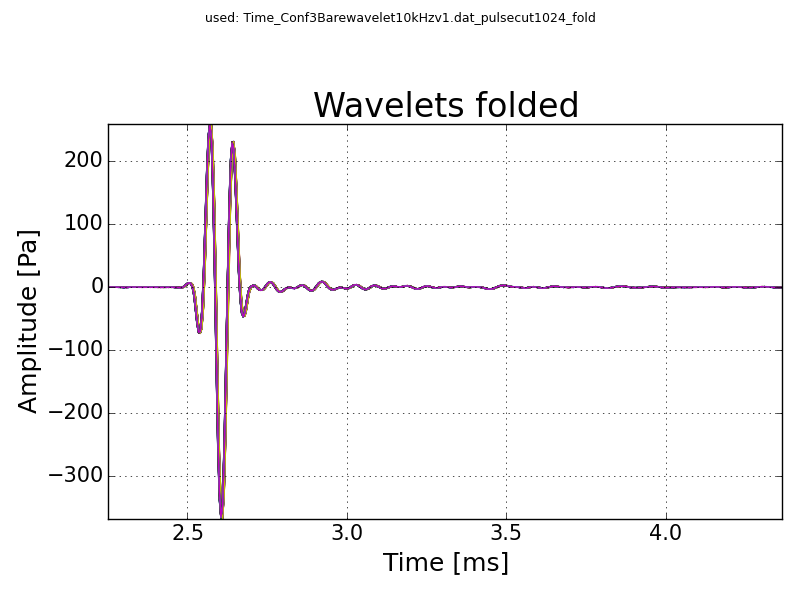 used: Time_Conf3Barewavelet10kHzv1.dat_pulsecut1024_fold
Wavelets folded
Amplitude [Pa]
200
100
0
−100
−200
−300
2.5 3.0 3.5 4.0
Time [ms]